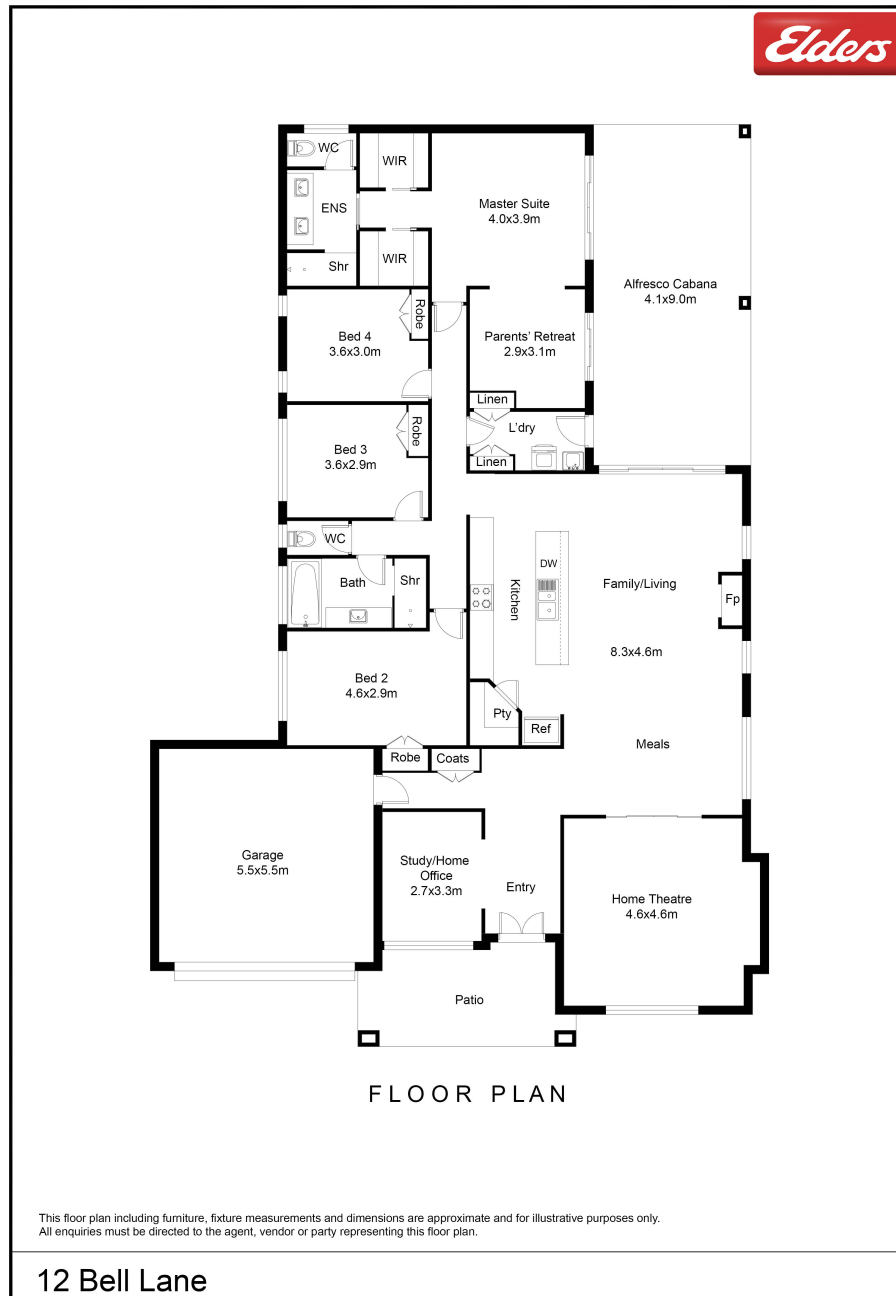 Elders
WC
WIR
ENS
Master Suite
4.0x3.9m
WIR
Shr
Alfresco Cabana
4.1x9.0m
Robe
Bed 4
3.6x3.0m
Parents' Retreat
2.9x3.1m
Linen
Robe
L'dry
Bed 3
3.6x2.9m
Linen
WC
DW
Bath
Shr
Kitchen
Family/Living
Fp
8.3x4.6m
Bed 2
4.6x2.9m
Pty
Ref
Meals
Robe
Coats
Garage
5.5x5.5m
Study/Home
Office
2.7x3.3m
Entry
Home Theatre
4.6x4.6m
Patio
FLOOR PLAN
This floor plan including furniture, fixture measurements and dimensions are approximate and for illustrative purposes only.
All enquiries must be directed to the agent, vendor or party representing this floor plan.
12 Bell Lane